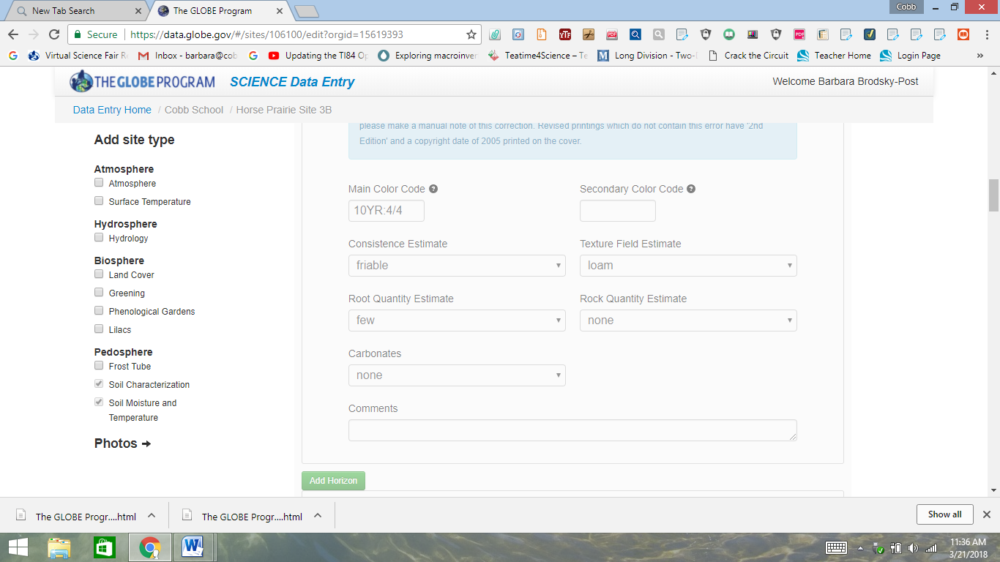 New Tab Search
The GLOBE Program
Cobb
Secure
https://data.globe.gov/#/sites/106100/edit?orgid=15619393
Virtual Science Fair R
Inbox - barbara@cob
Updating the TI84 Op
Exploring macroinver
Teatime4Science – Te
Long Division - Two-D
Crack the Circuit
Teacher Home
Login Page
THE GLOBE PROGRAM SCIENCE Data Entry
Welcome Barbara Brodsky-Post
Data Entry Home / Cobb School / Horse Prairie Site 3B
Add site type
Atmosphere
Atmosphere
Surface Temperature
Hydrosphere
Hydrology
Biosphere
Land Cover
Greening
Phenological Gardens
Lilacs
Pedosphere
Frost Tube
Soil Characterization
Soil Moisture and
Temperature
Photos
please make a manual note of this correction. Revised printings which do not contain this error have '2nd
Edition' and a copyright date of 2005 printed on the cover.
Main Color Code
Secondary Color Code
10YR:4/4
Consistence Estimate
Texture Field Estimate
friable
loam
Root Quantity Estimate
Rock Quantity Estimate
few
none
Carbonates
none
Comments
Add Horizon
The GLOBE Progr....html
The GLOBE Progr....html
Show all
11:36 AM
3/21/2018